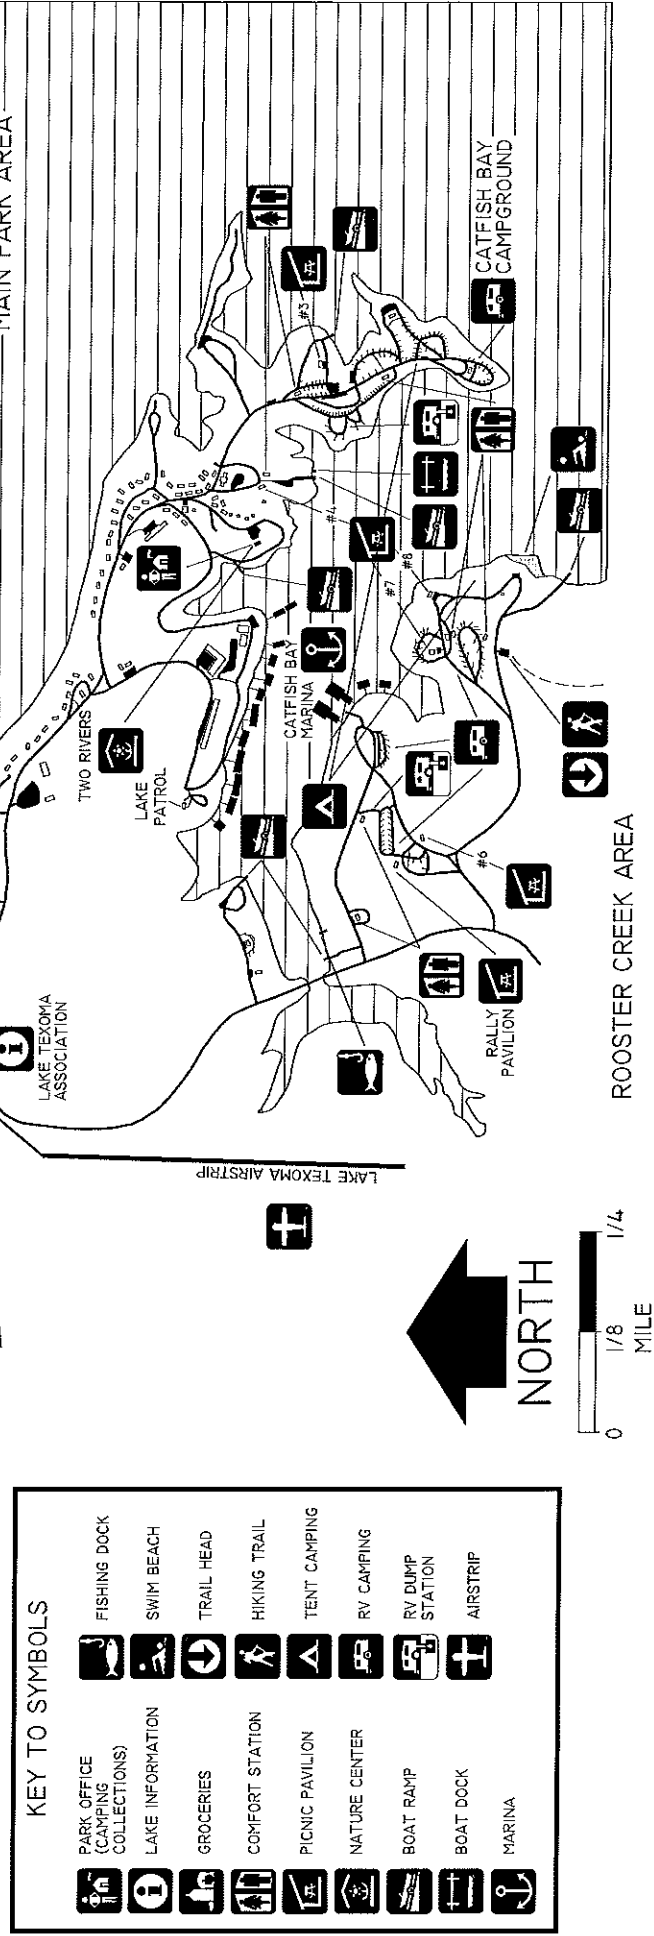 MAIN PARK AREA
CATFISH BAY
CAMPGROUND
#3
#4
#8
#7
#6
TWO RIVERS
LAKE
PATROL
CATFISH BAY
MARINA
LAKE TEXOMA
ASSOCIATION
RALLY
PAVILION
ROOSTER CREEK AREA
LAKE TEXOMA AIRSTRIP
NORTH
0 1/8 1/4
MILE
KEY TO SYMBOLS
PARK OFFICE
(CAMPING
COLLECTIONS)
LAKE INFORMATION
GROCERIES
COMFORT STATION
PICNIC PAVILION
NATURE CENTER
BOAT RAMP
BOAT DOCK
MARINA
FISHING DOCK
SWIM BEACH
TRAIL HEAD
HIKING TRAIL
TENT CAMPING
RV CAMPING
RV DUMP
STATION
AIRSTRIP